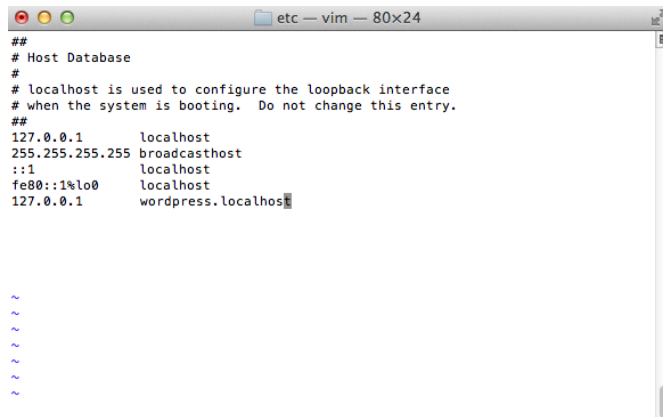 etc — vim — 80×24
##
# Host Database
#
# localhost is used to configure the loopback interface
# when the system is booting.  Do not change this entry.
##
127.0.0.1       localhost
255.255.255.255 broadcasthost
::1             localhost
fe80::1%lo0     localhost
127.0.0.1       wordpress.localhost
~
~
~
~
~
~
~